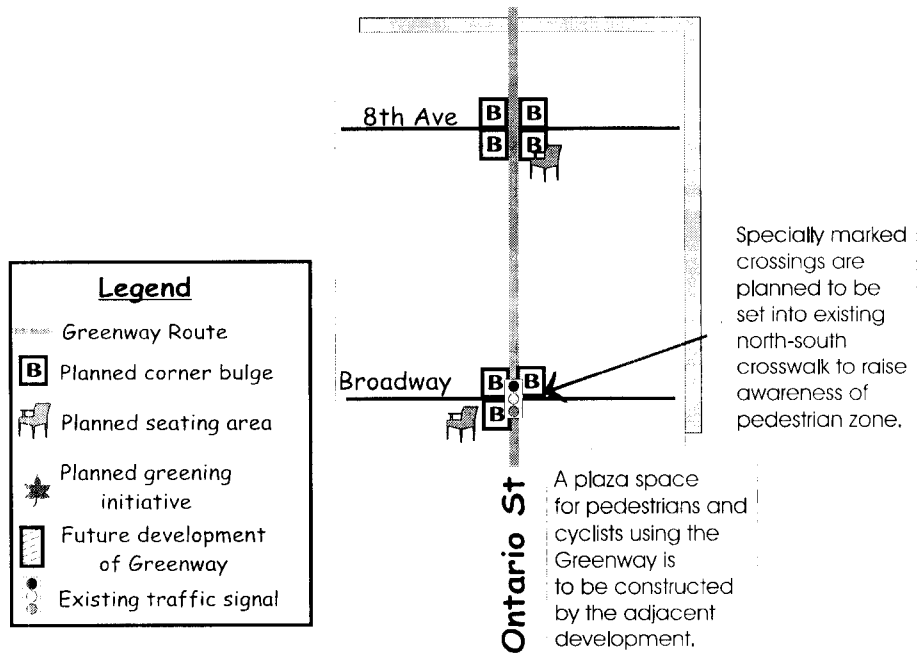 8th Ave
B B
B B
Specially marked
crossings are
planned to be
set into existing
north-south
crosswalk to raise
awareness of
pedestrian zone.
Legend
Greenway Route
B Planned corner bulge
Planned seating area
Planned greening
initiative
Future development
of Greenway
Existing traffic signal
Broadway
B B
B
Ontario St
A plaza space
for pedestrians and
cyclists using the
Greenway is
to be constructed
by the adjacent
development.